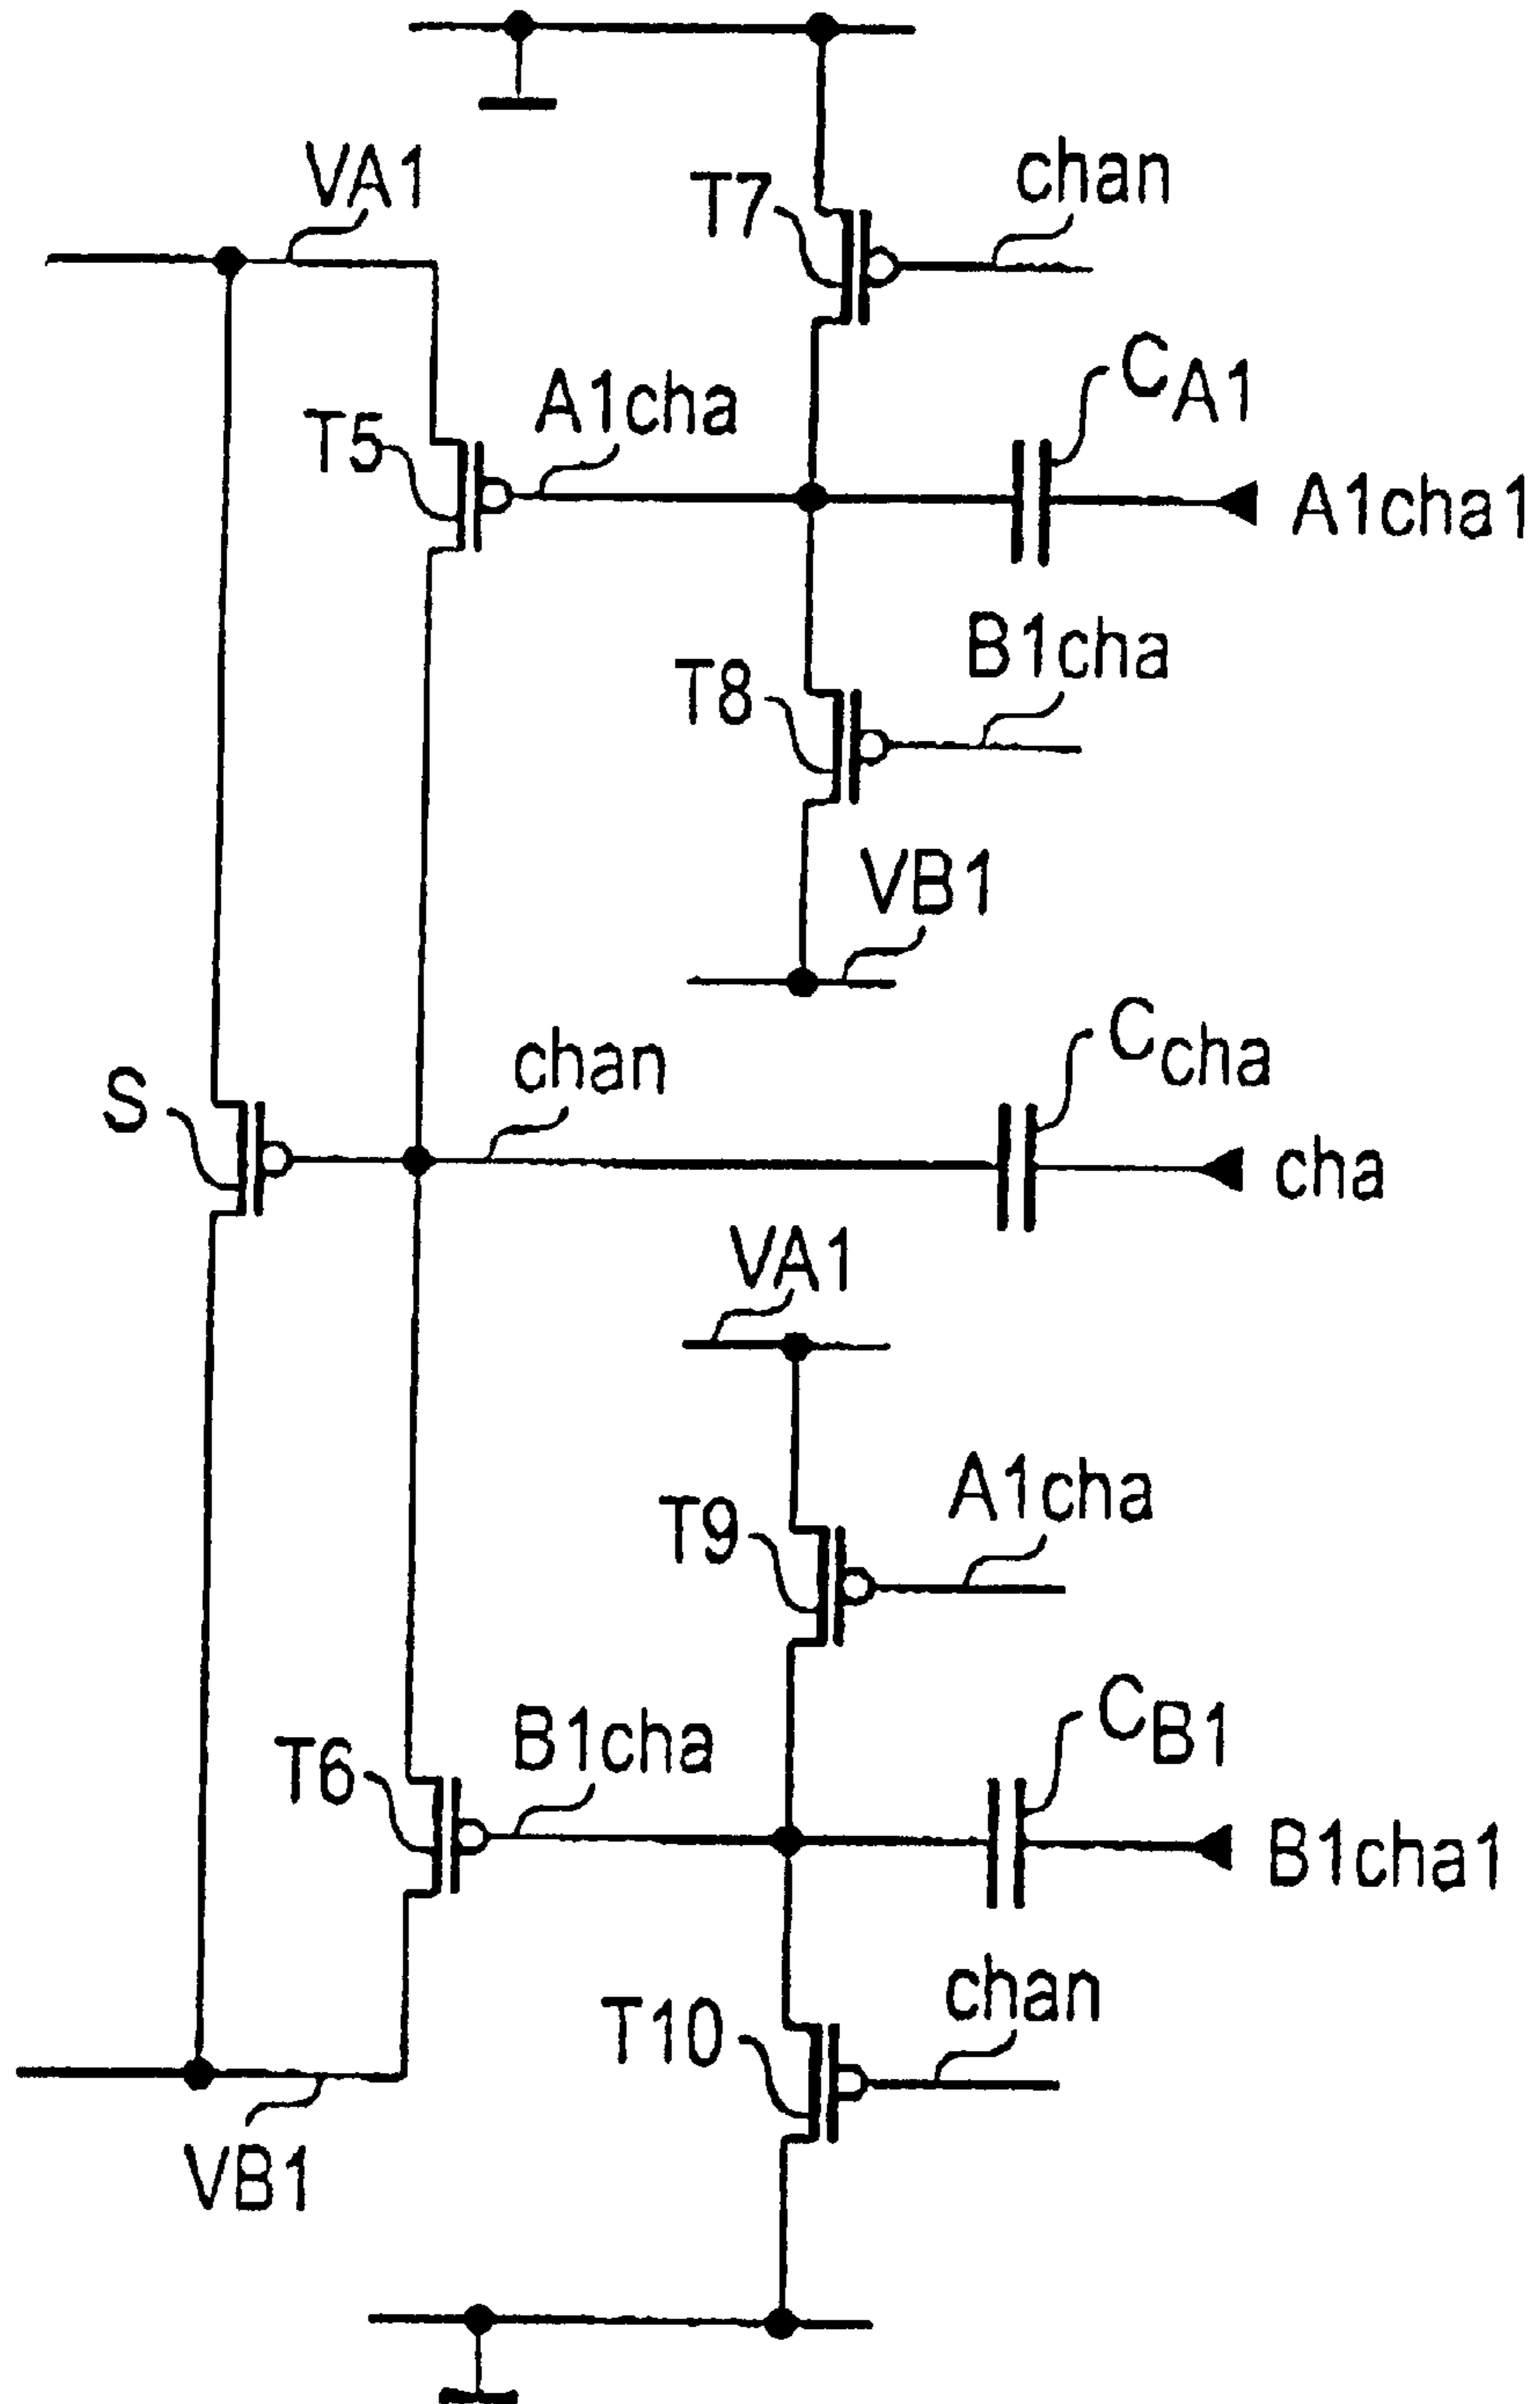 VA1
T7
chan
T5
A1cha
CA1
A1cha1
T8
B1cha
VB1
S
chan
Ccha
cha
VA1
T9
A1cha
T6
B1cha
CB1
B1cha1
T10
chan
VB1